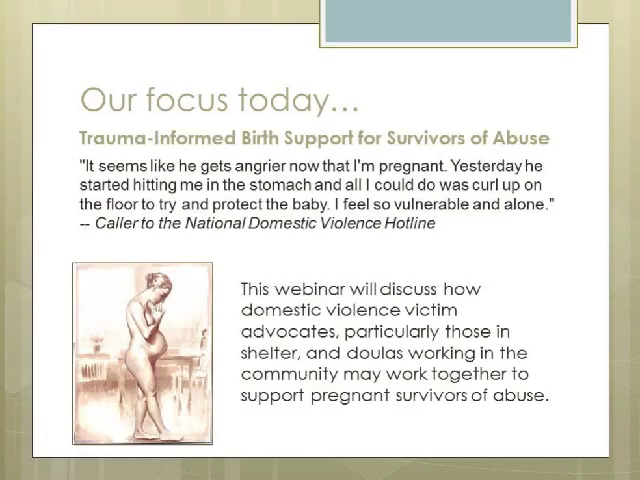 Our focus today…
Trauma-Informed Birth Support for Survivors of Abuse
"It seems like he gets angrier now that I'm pregnant. Yesterday he
started hitting me in the stomach and all I could do was curl up on
the floor to try and protect the baby. I feel so vulnerable and alone."
-- Caller to the National Domestic Violence Hotline
This webinar will discuss how
domestic violence victim
advocates, particularly those in
shelter, and doulas working in the
community may work together to
support pregnant survivors of abuse.